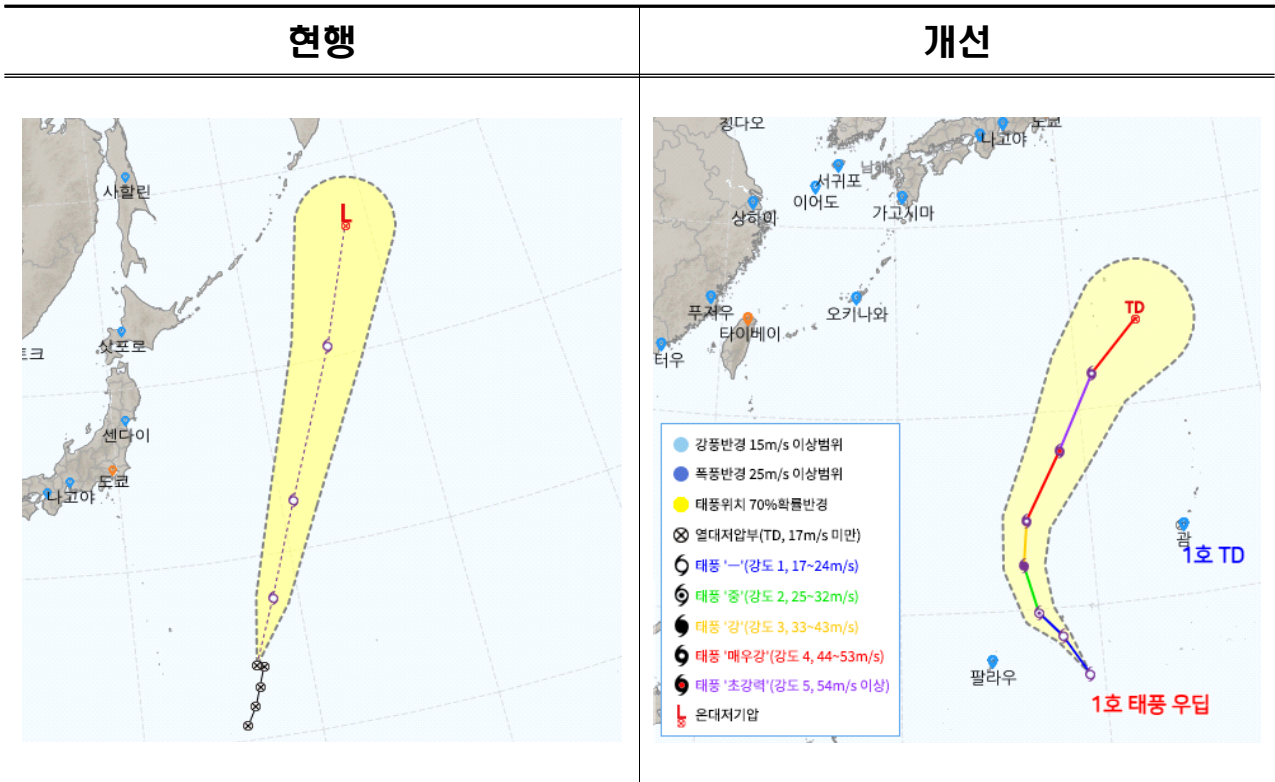 현행
개선
사할린
L
삿포로
트크
센다이
도쿄
나고야
칭다오
도쿄
나고야
남해
서귀포
이어도
상하이
가고시마
푸저우
타이베이
오키나와
터우
TD
괌
1호 TD
팔라우
1호 태풍 우딥
강풍반경 15m/s 이상범위
폭풍반경 25m/s 이상범위
태풍위치 70%확률반경
열대저압부(TD, 17m/s 미만)
태풍 '―'(강도 1, 17~24m/s)
태풍 '중'(강도 2, 25~32m/s)
태풍 '강'(강도 3, 33~43m/s)
태풍 '매우강'(강도 4, 44~53m/s)
태풍 '초강력'(강도 5, 54m/s 이상)
L 온대저기압